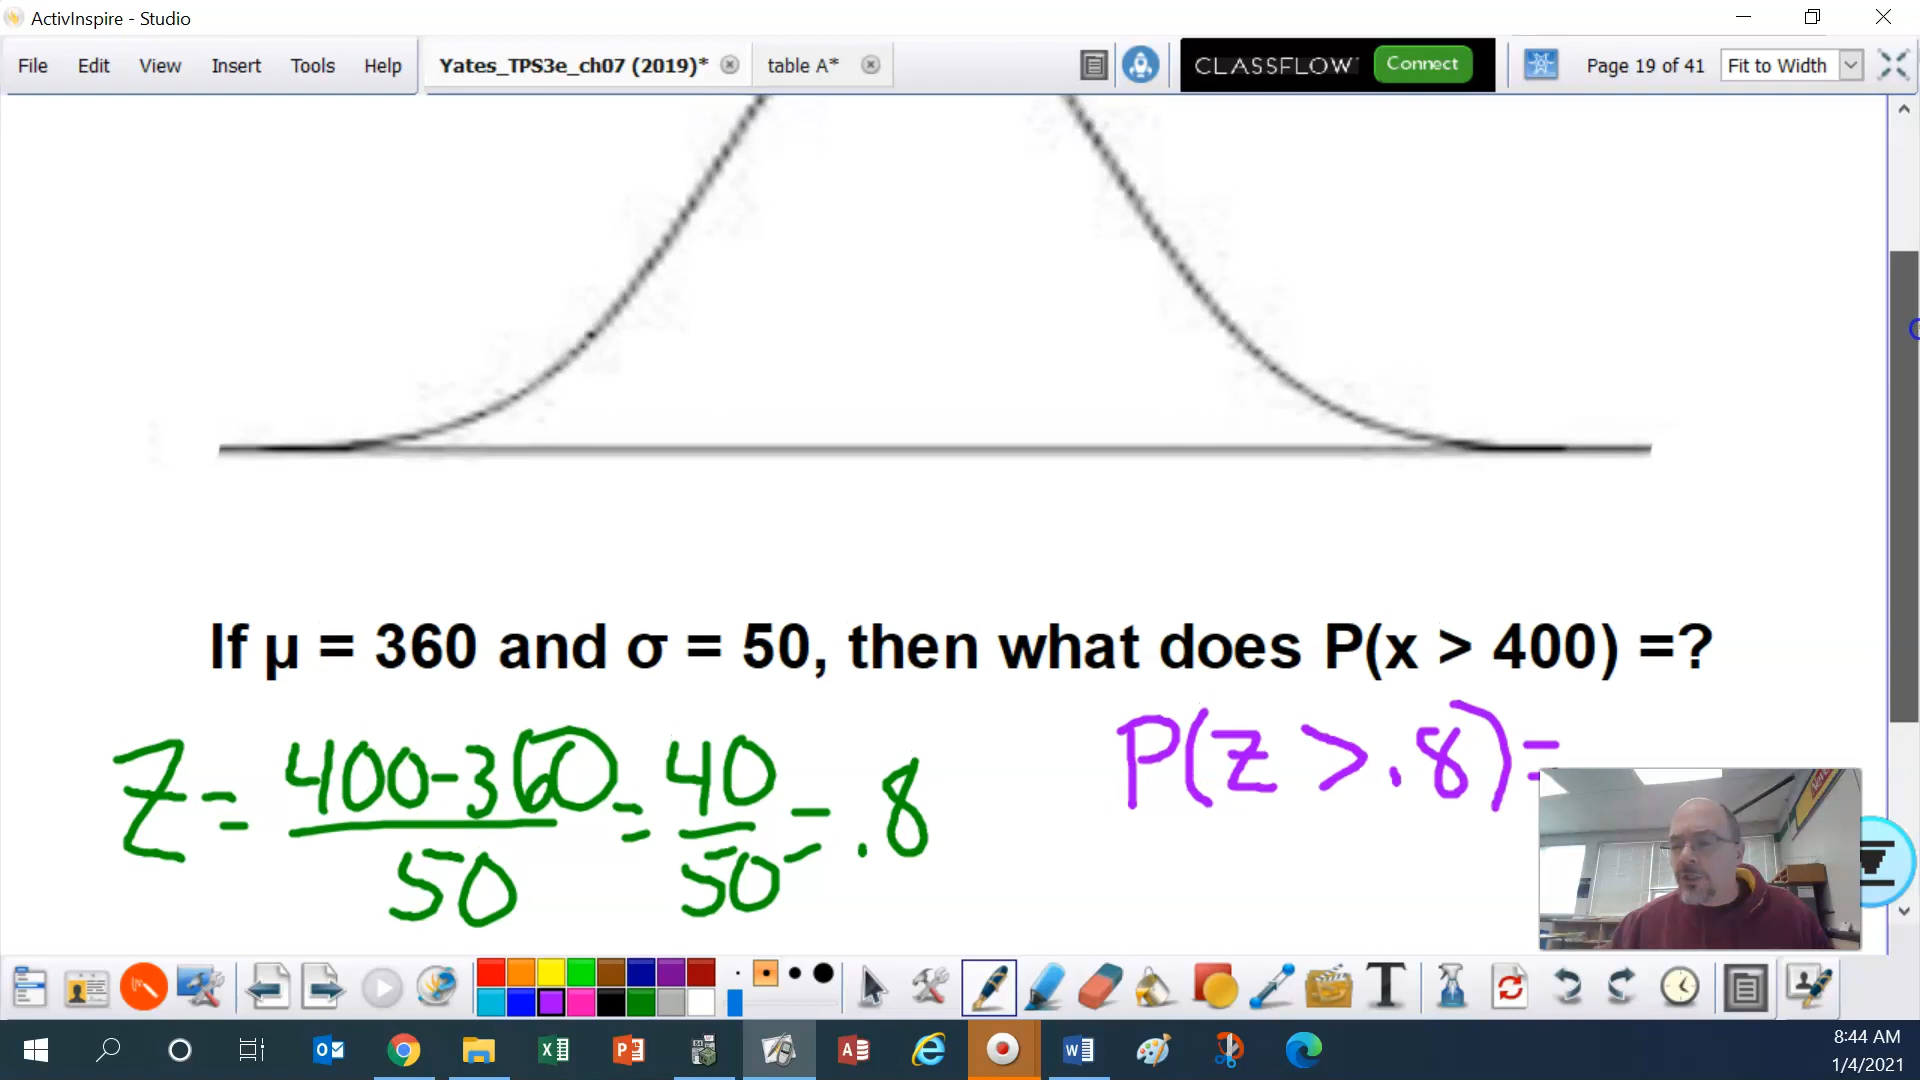 ActivInspire - Studio
File Edit View Insert Tools Help
Yates_TPS3e_ch07 (2019)*
table A*
CLASSFLOW
Connect
Page 19 of 41
Fit to Width
If μ = 360 and σ = 50, then what does P(x > 400) =?
Z = 400-360 = 40 = .8
50 50
P(Z > .8) =
T
8:44 AM
1/4/2021